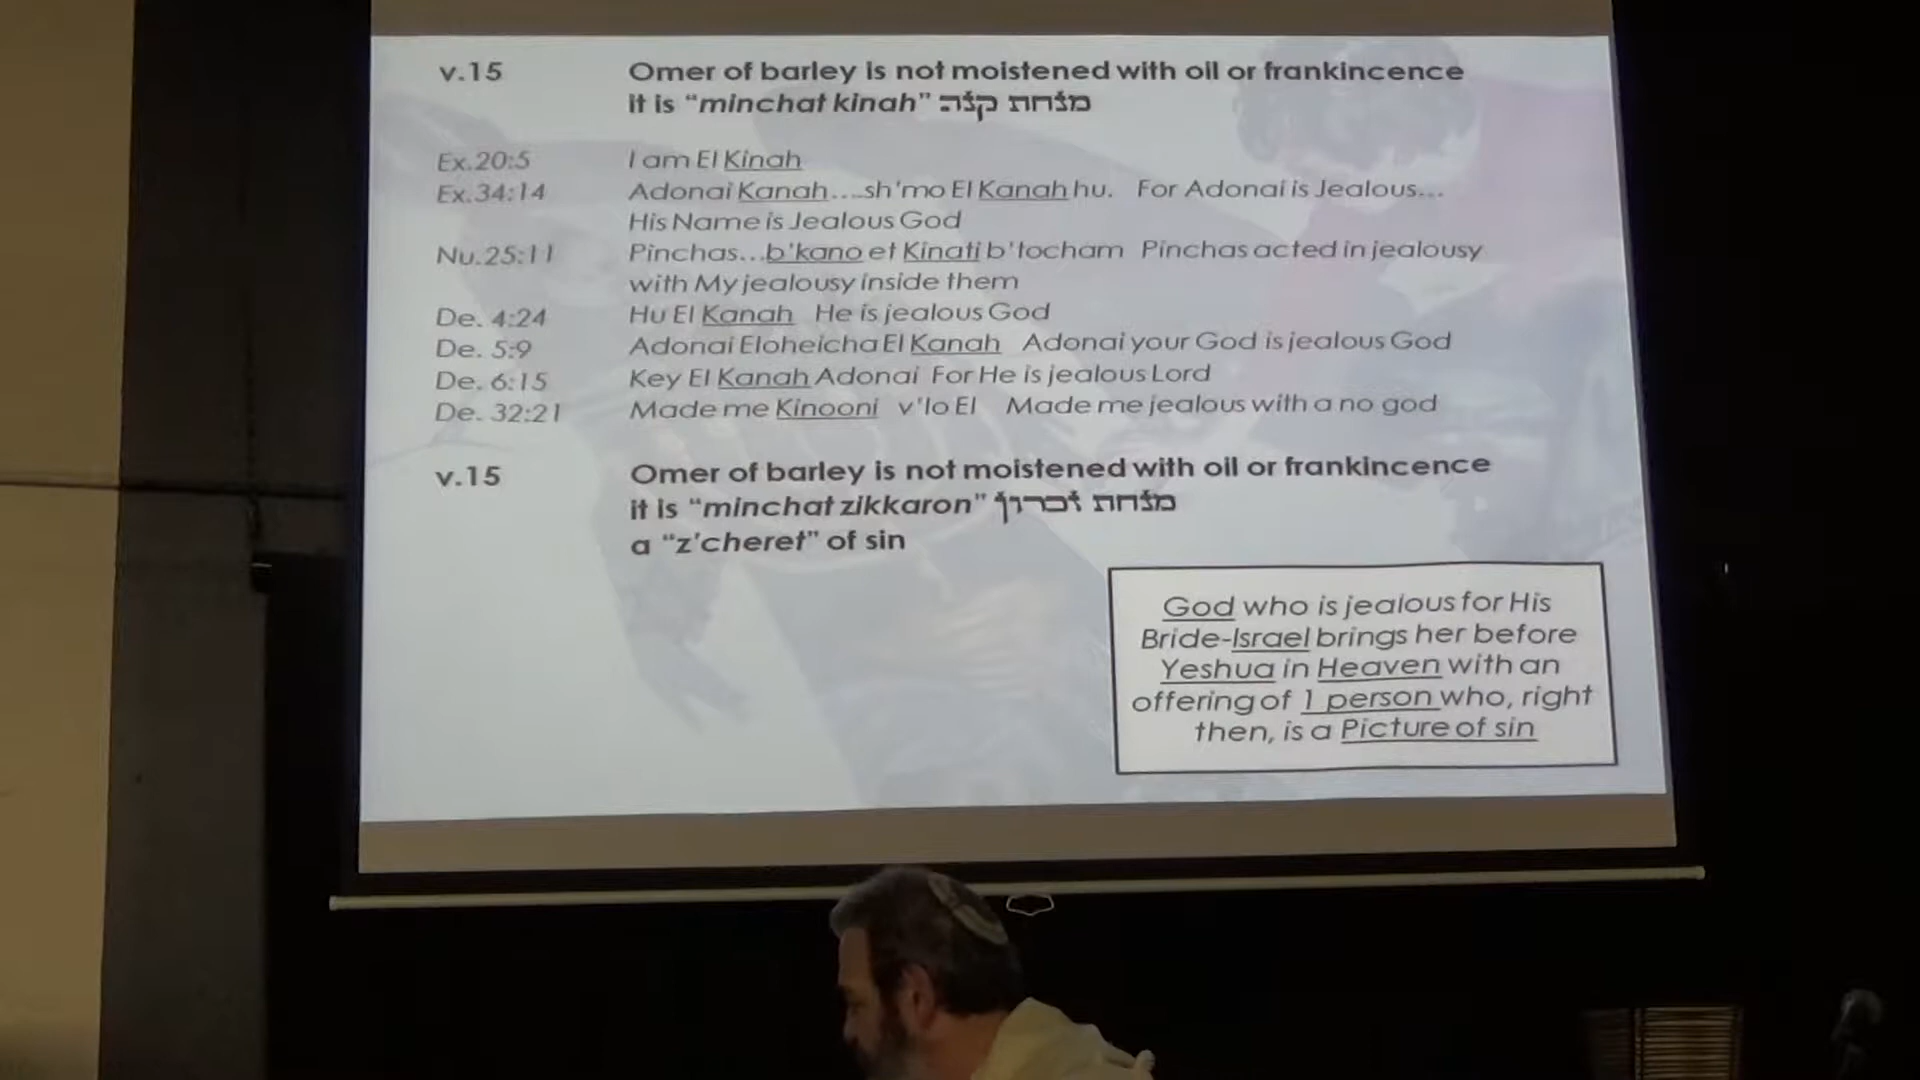 v.15 Omer of barley is not moistened with oil or frankincence
it is “minchat kinah” מנחת קנה
Ex.20:5 I am El Kinah
Ex.34:14 Adonai Kanah....sh'mo El Kanah hu. For Adonai is Jealous...
His Name is Jealous God
Nu.25:11 Pinchas...b'kano et Kinati b'tocham Pinchas acted in jealousy
with My jealousy inside them
De. 4:24 Hu El Kanah He is jealous God
De. 5:9 Adonai Eloheicha El Kanah Adonai your God is jealous God
De. 6:15 Key El Kanah Adonai For He is jealous Lord
De. 32:21 Made me Kinooni v'lo El Made me jealous with a no god
v.15 Omer of barley is not moistened with oil or frankincence
it is “minchat zikkaron” מנחת זכרון
a “z'cheret” of sin
God who is jealous for His
Bride-Israel brings her before
Yeshua in Heaven with an
offering of 1 person who, right
then, is a Picture of sin